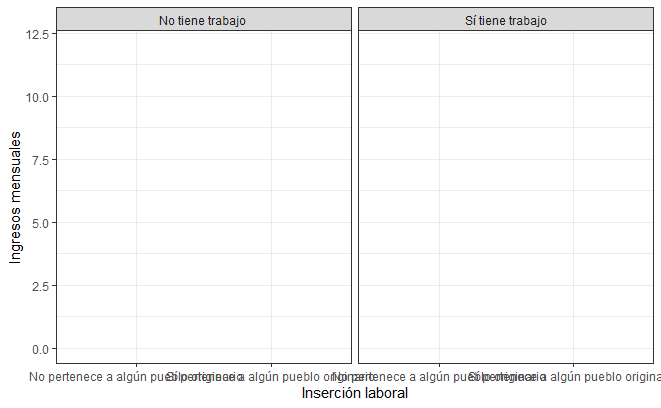 No tiene trabajo
Sí tiene trabajo
12.5
10.0
7.5
5.0
2.5
0.0
Ingresos mensuales
No pertenece a algún pueblo originario
Sí pertenece a algún pueblo originario
No pertenece a algún pueblo originario
Sí pertenece a algún pueblo origina
Inserción laboral